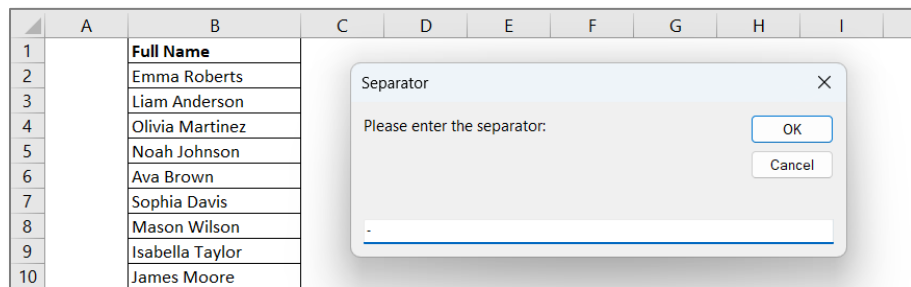 A B C D E F G H I
1 Full Name
2 Emma Roberts
3 Liam Anderson
4 Olivia Martinez
5 Noah Johnson
6 Ava Brown
7 Sophia Davis
8 Mason Wilson
9 Isabella Taylor
10 James Moore
Separator
Please enter the separator:
OK
Cancel
-